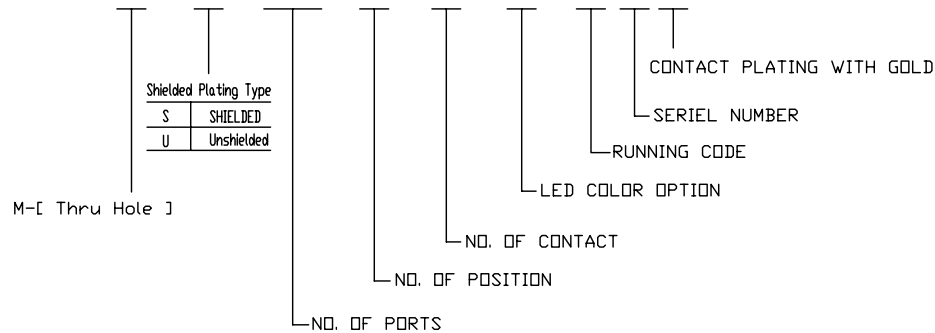 CONTACT PLATING WITH GOLD
Shielded Plating Type
S SHIELDED
U Unshielded
SERIEL NUMBER
RUNNING CODE
LED COLOR OPTION
M-[ Thru Hole ]
NO. OF CONTACT
NO. OF POSITION
NO. OF PORTS